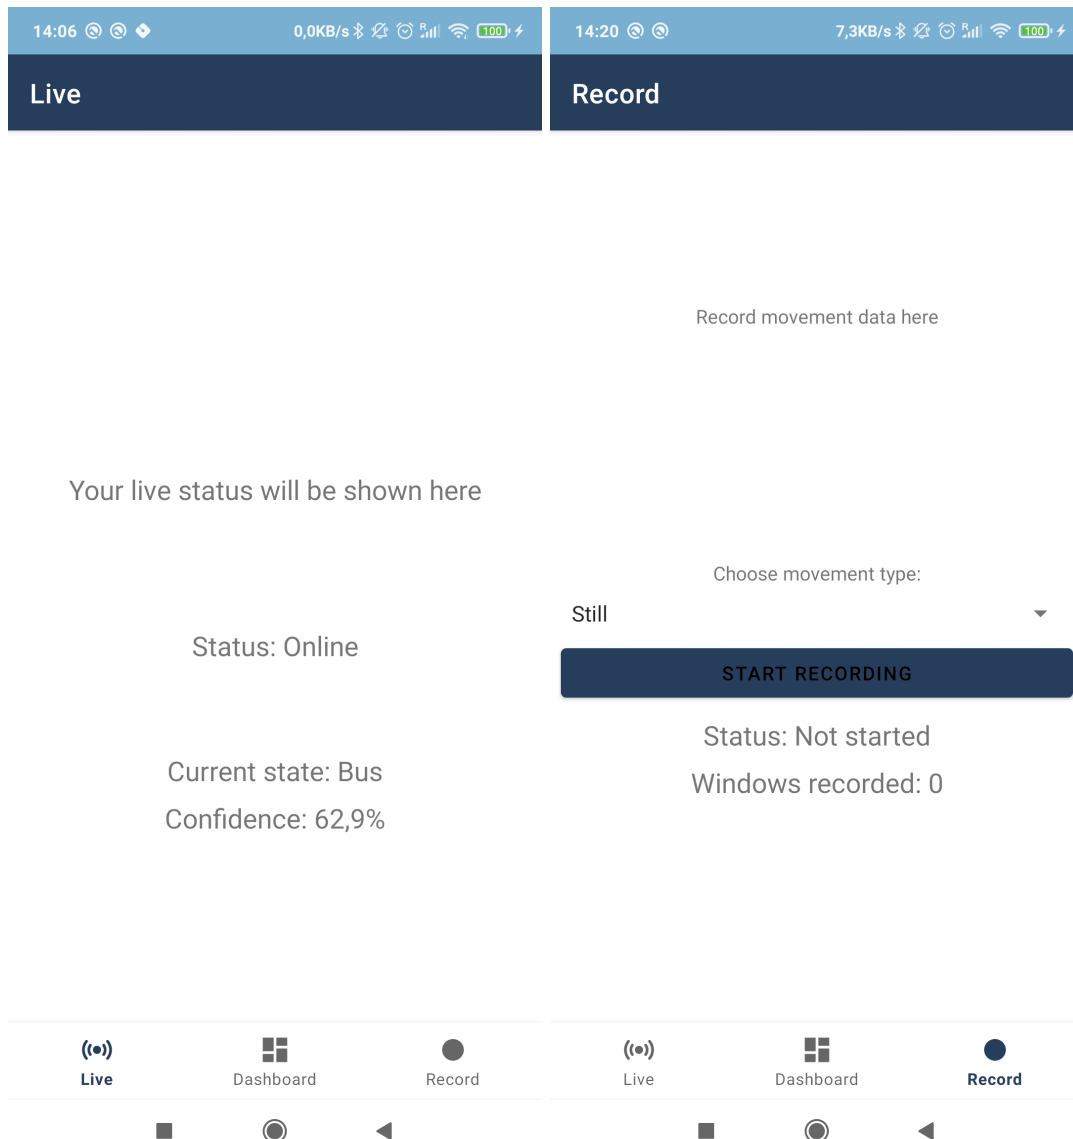 14:06 0,0KB/s R 100
Live
Your live status will be shown here
Status: Online
Current state: Bus
Confidence: 62,9%
Live Dashboard Record
14:20 7,3KB/s R 100
Record
Record movement data here
Choose movement type:
Still
START RECORDING
Status: Not started
Windows recorded: 0
Live Dashboard Record